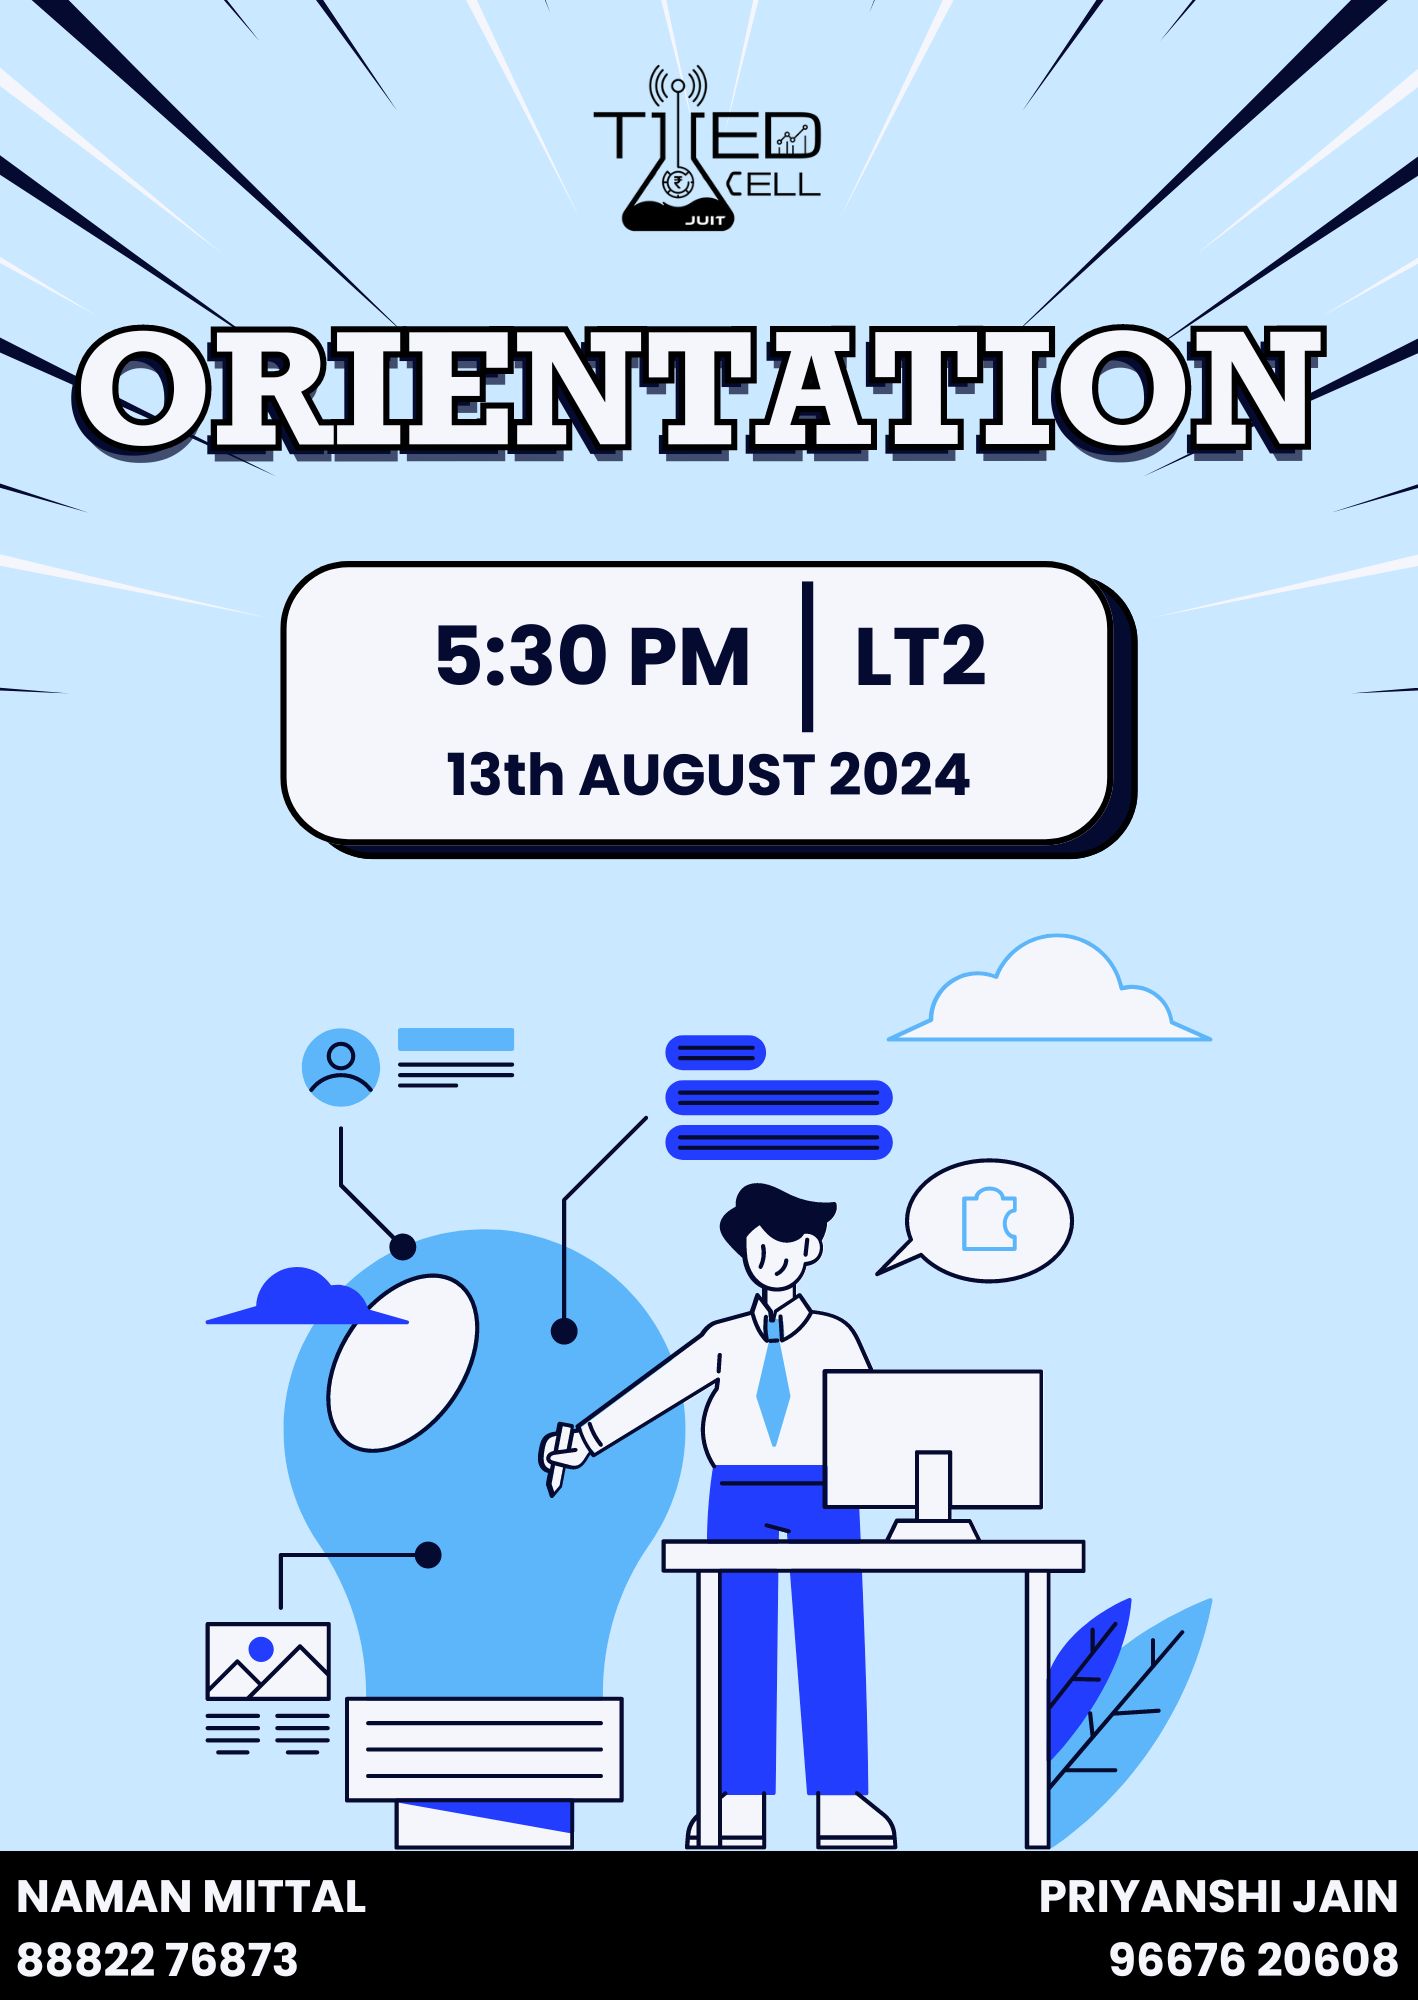 TIED
CELL
JUIT
ORIENTATION
5:30 PM | LT2
13th AUGUST 2024
NAMAN MITTAL
88822 76873
PRIYANSHI JAIN
96676 20608